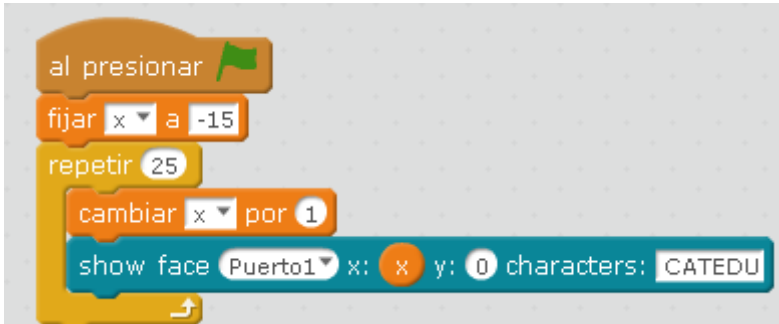 al presionar
fijar x a -15
repetir 25
cambiar x por 1
show face Puerto1 x: x y: 0 characters: CATEDU